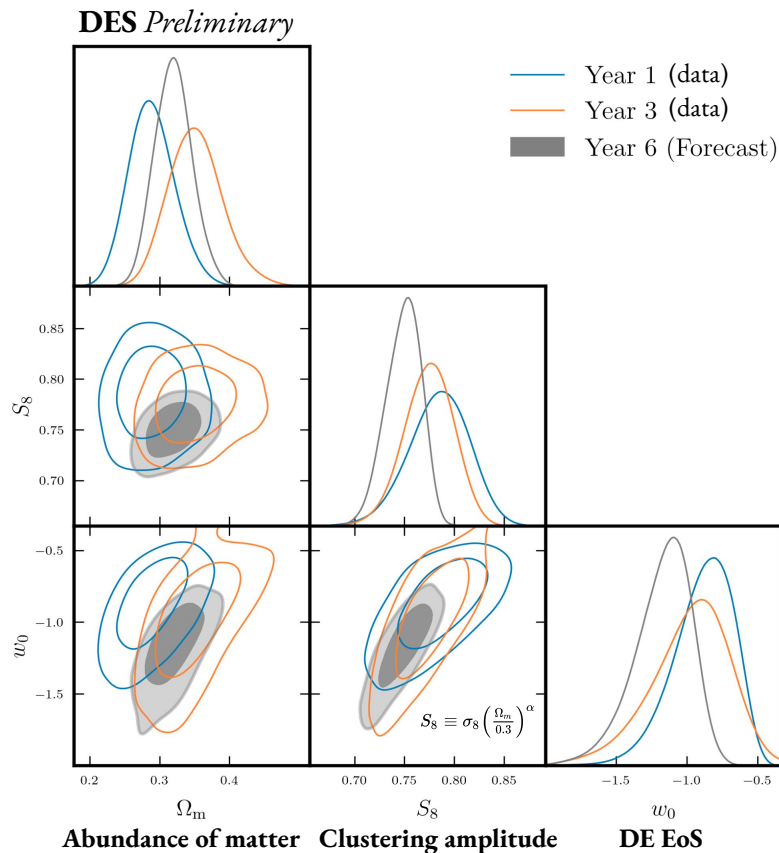 DES Preliminary
Year 1 (data)
Year 3 (data)
Year 6 (Forecast)
0.85
0.80
0.75
0.70
S₈
−0.5
−1.0
−1.5
w₀
S₈ ≡ σ₈(Ωₘ/0.3)^α
0.2 0.3 0.4
0.70 0.75 0.80 0.85
−1.5 −1.0 −0.5
Ωₘ S₈ w₀
Abundance of matter Clustering amplitude DE EoS